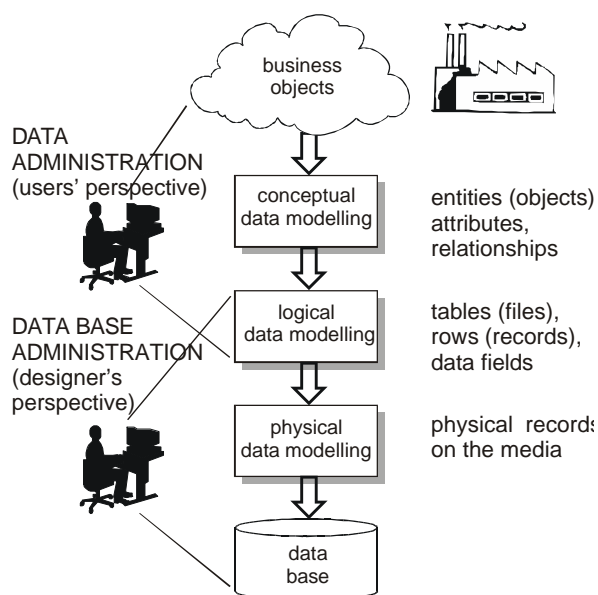 business
objects
DATA
ADMINISTRATION
(users' perspective)
conceptual
data modelling
entities (objects)
attributes,
relationships
DATA BASE
ADMINISTRATION
(designer's
perspective)
logical
data modelling
tables (files),
rows (records),
data fields
physical
data modelling
physical records
on the media
data
base